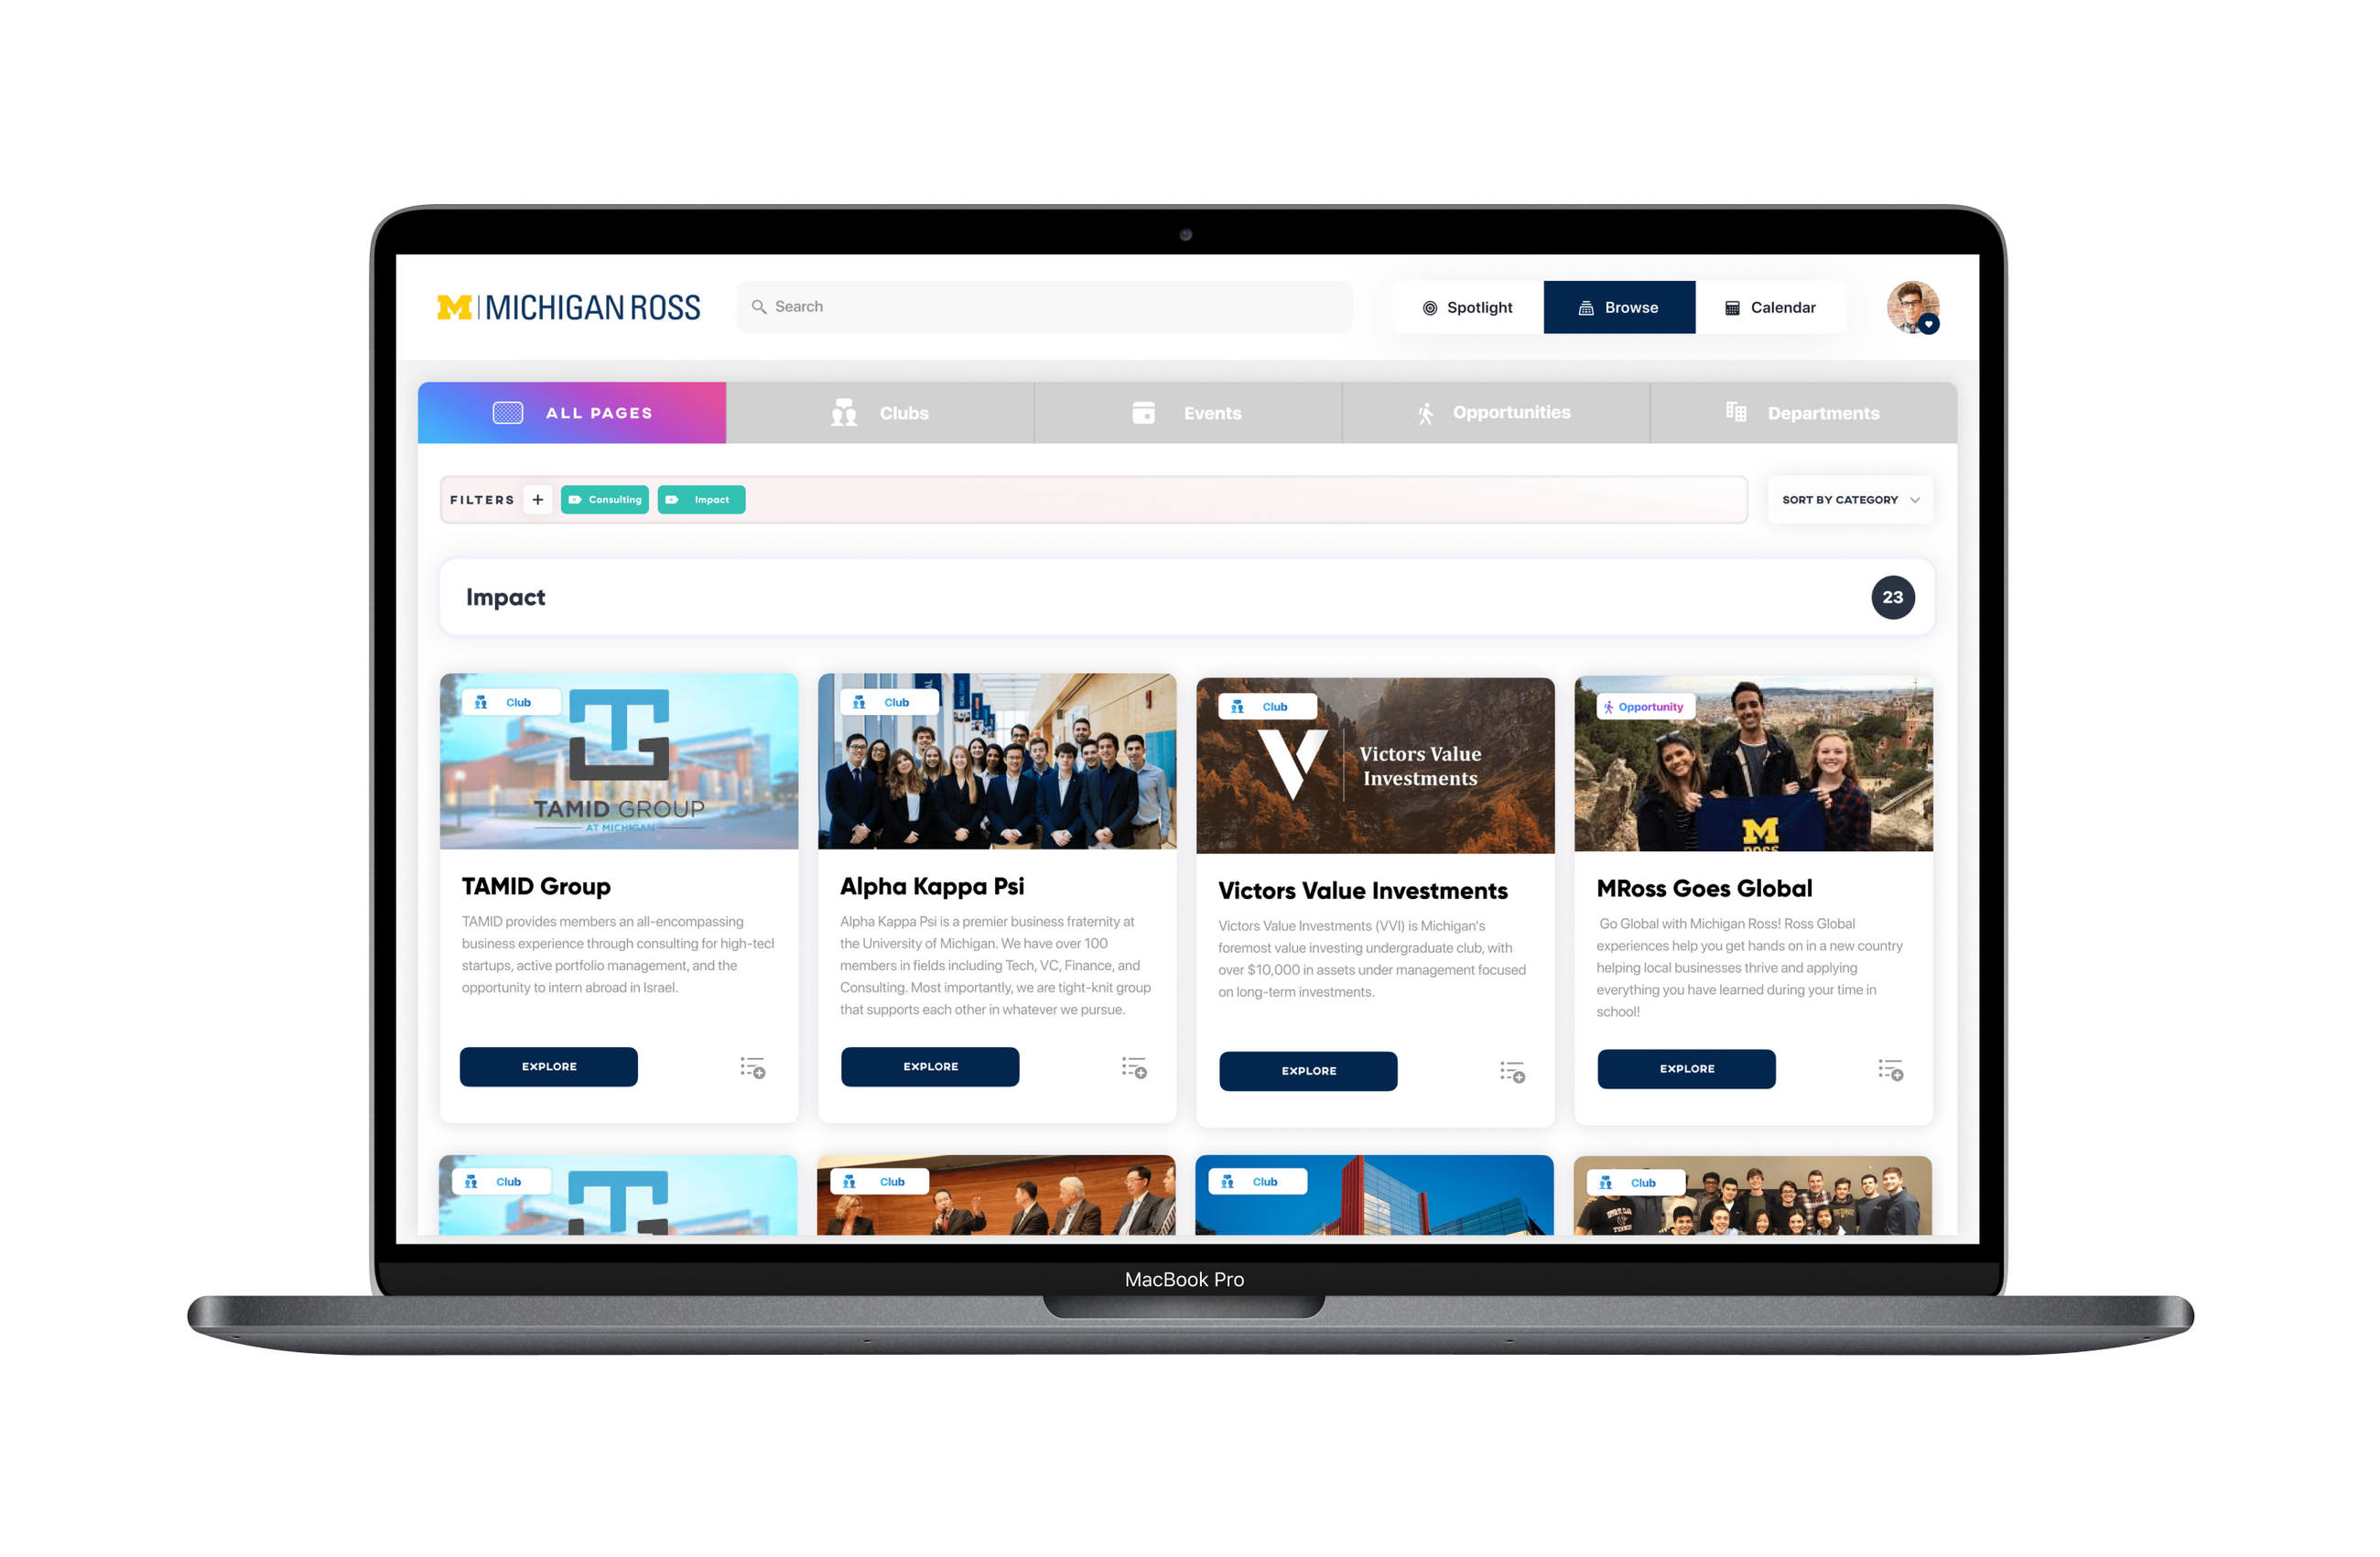 M | MICHIGAN ROSS
Search
Spotlight
Browse
Calendar
ALL PAGES
Clubs
Events
Opportunities
Departments
FILTERS
+
Consulting
Impact
SORT BY CATEGORY
Impact
23
Club
TAMID GROUP
AT MICHIGAN
TAMID Group
TAMID provides members an all-encompassing
business experience through consulting for high-tech
startups, active portfolio management, and the
opportunity to intern abroad in Israel.
EXPLORE
Club
Alpha Kappa Psi
Alpha Kappa Psi is a premier business fraternity at
the University of Michigan. We have over 100
members in fields including Tech, VC, Finance, and
Consulting. Most importantly, we are tight-knit group
that supports each other in whatever we pursue.
EXPLORE
Club
Victors Value
Investments
Victors Value Investments
Victors Value Investments (VVI) is Michigan's
foremost value investing undergraduate club, with
over $10,000 in assets under management focused
on long-term investments.
EXPLORE
Opportunity
M
ROSS
MRoss Goes Global
Go Global with Michigan Ross! Ross Global
experiences help you get hands on in a new country
helping local businesses thrive and applying
everything you have learned during your time in
school!
EXPLORE
Club
Club
Club
Club
TENNIS
MacBook Pro